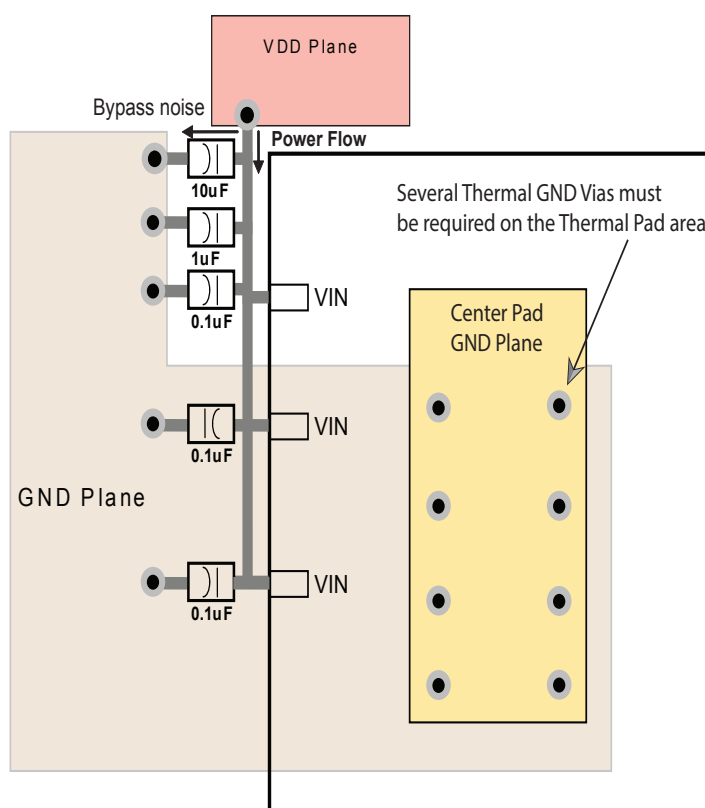 VDD Plane
Bypass noise
Power Flow
10uF
Several Thermal GND Vias must
be required on the Thermal Pad area
1uF
VIN
Center Pad
GND Plane
0.1uF
VIN
0.1uF
GND Plane
VIN
0.1uF